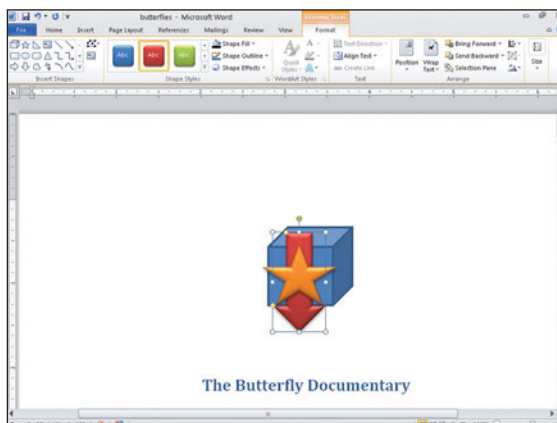 butterflies - Microsoft Word
Drawing Tools
File Home Insert Page Layout References Mailings Review View Format
Abc Abc Abc
Shape Fill
Shape Outline
Shape Effects
Quick Styles
Text Direction
Align Text
Create Link
Position
Wrap Text
Bring Forward
Send Backward
Selection Pane
Size
Insert Shapes Shape Styles WordArt Styles Text Arrange
The Butterfly Documentary